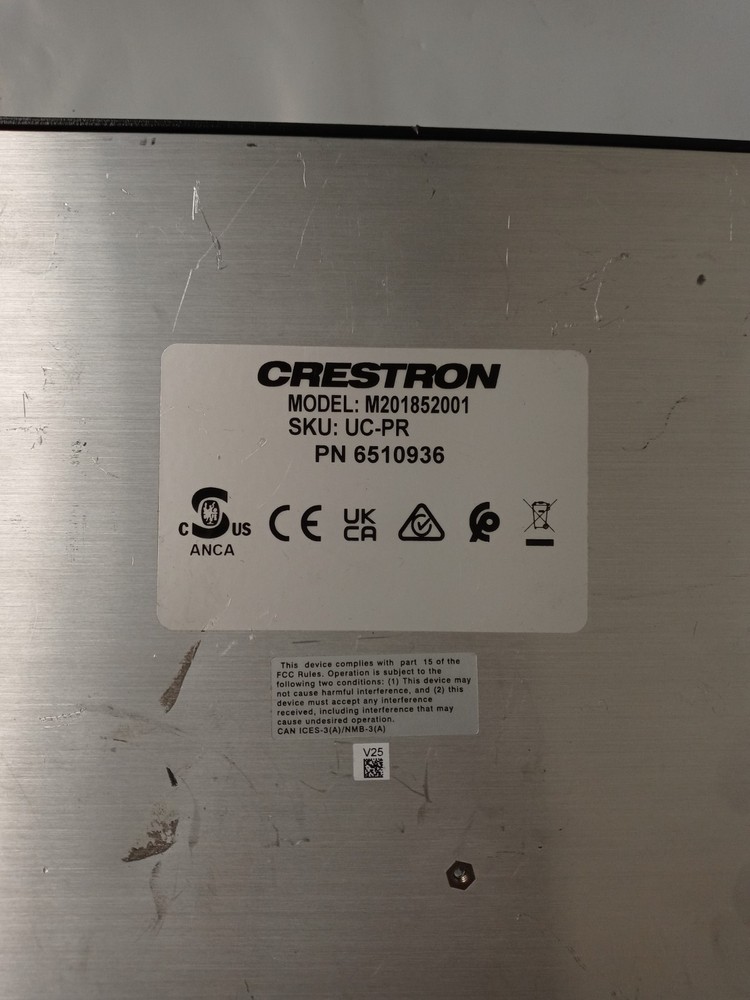 CRESTRON
MODEL: M201852001
SKU: UC-PR
PN 6510936
C S US
ANCA
CE
UK
CA
This device complies with part 15 of the
FCC Rules. Operation is subject to the
following two conditions: (1) This device may
not cause harmful interference, and (2) this
device must accept any interference
received, including interference that may
cause undesired operation.
CAN ICES-3(A)/NMB-3(A)
V25